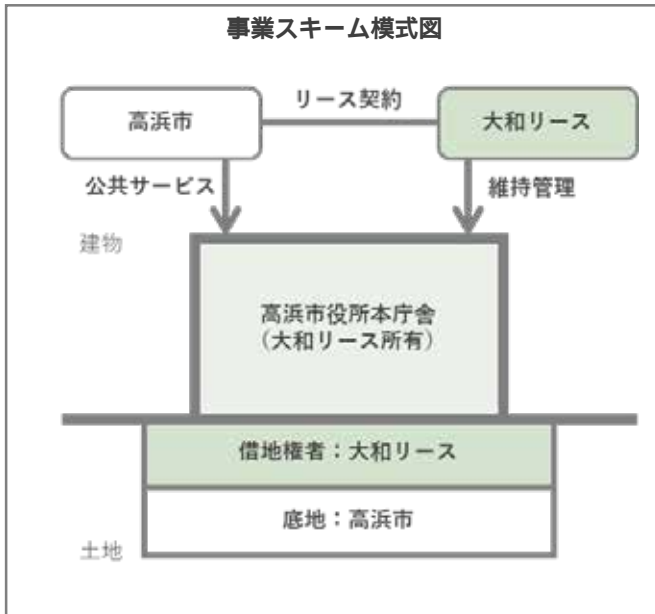 事業スキーム模式図
高浜市
リース契約
大和リース
公共サービス
維持管理
建物
高浜市役所本庁舎
（大和リース所有）
借地権者：大和リース
底地：高浜市
土地